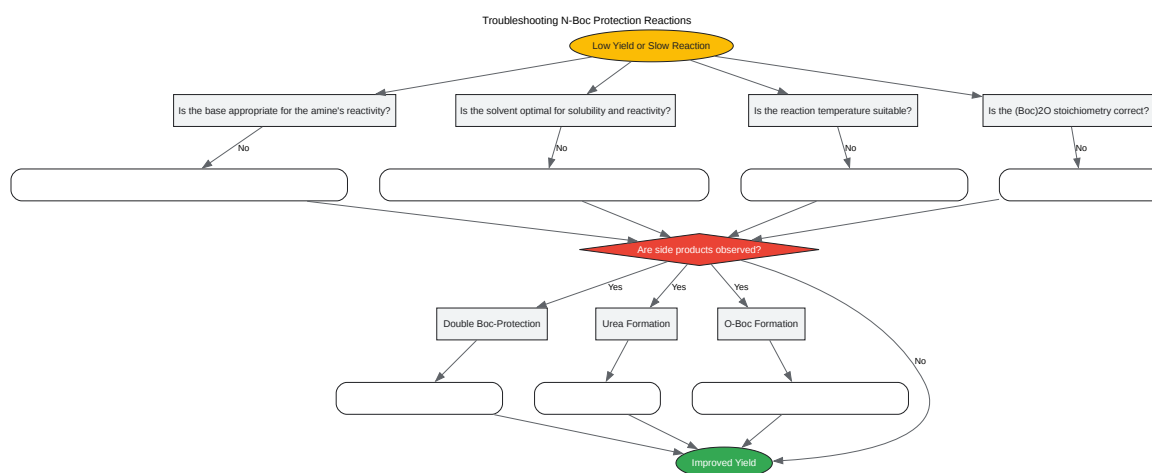 Troubleshooting N-Boc Protection Reactions
Low Yield or Slow Reaction
Is the base appropriate for the amine's reactivity?
Is the solvent optimal for solubility and reactivity?
Is the reaction temperature suitable?
Is the (Boc)2O stoichiometry correct?
No
No
No
No
Are side products observed?
Yes
Yes
Yes
Double Boc-Protection
Urea Formation
O-Boc Formation
No
Improved Yield